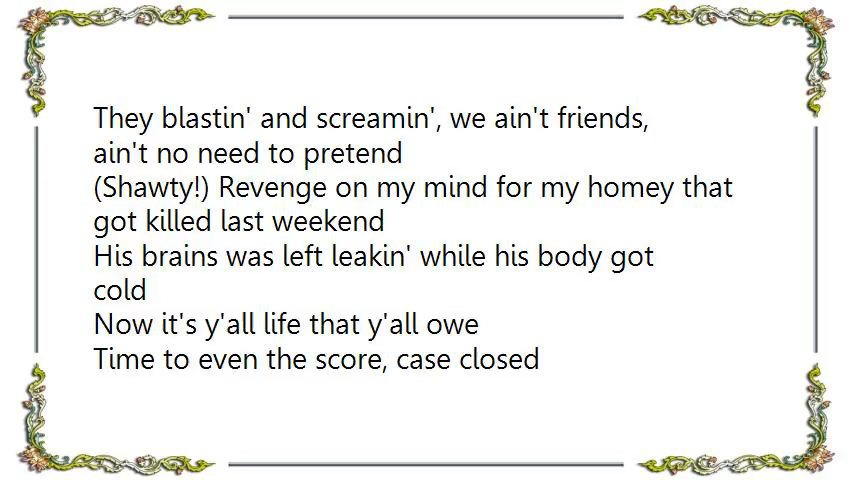 They blastin' and screamin', we ain't friends,
ain't no need to pretend
(Shawty!) Revenge on my mind for my homey that
got killed last weekend
His brains was left leakin' while his body got
cold
Now it's y'all life that y'all owe
Time to even the score, case closed